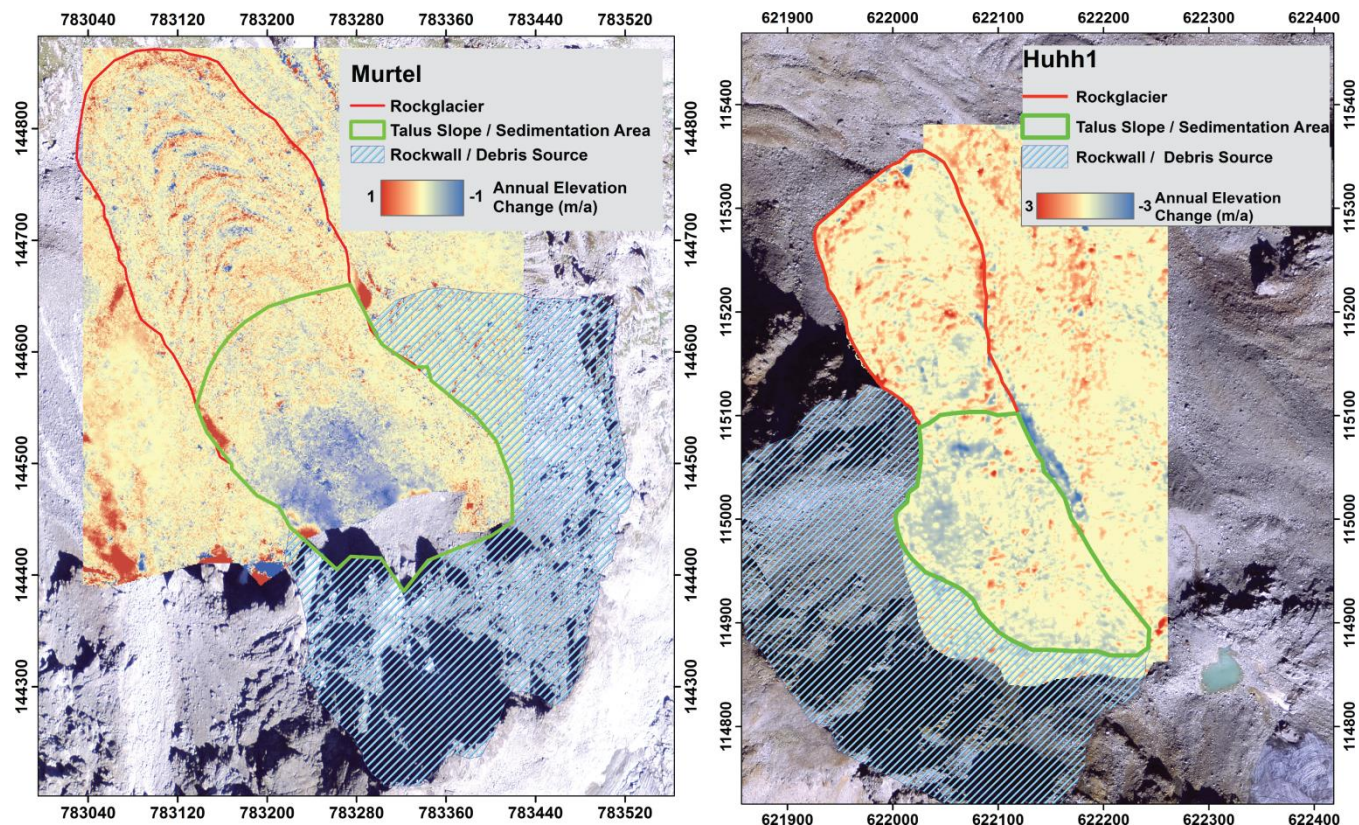 783040 783120 783200 783280 783360 783440 783520
Murtel
Rockglacier
Talus Slope / Sedimentation Area
Rockwall / Debris Source
1 -1 Annual Elevation
Change (m/a)
144800
144700
144600
144500
144400
144300
144800
144700
144600
144500
144400
144300
783040 783120 783200 783280 783360 783440 783520
621900 622000 622100 622200 622300 622400
Huhh1
Rockglacier
Talus Slope / Sedimentation Area
Rockwall / Debris Source
3 -3 Annual Elevation
Change (m/a)
115400
115300
115200
115100
115000
114900
114800
115400
115300
115200
115100
115000
114900
114800
621900 622000 622100 622200 622300 622400